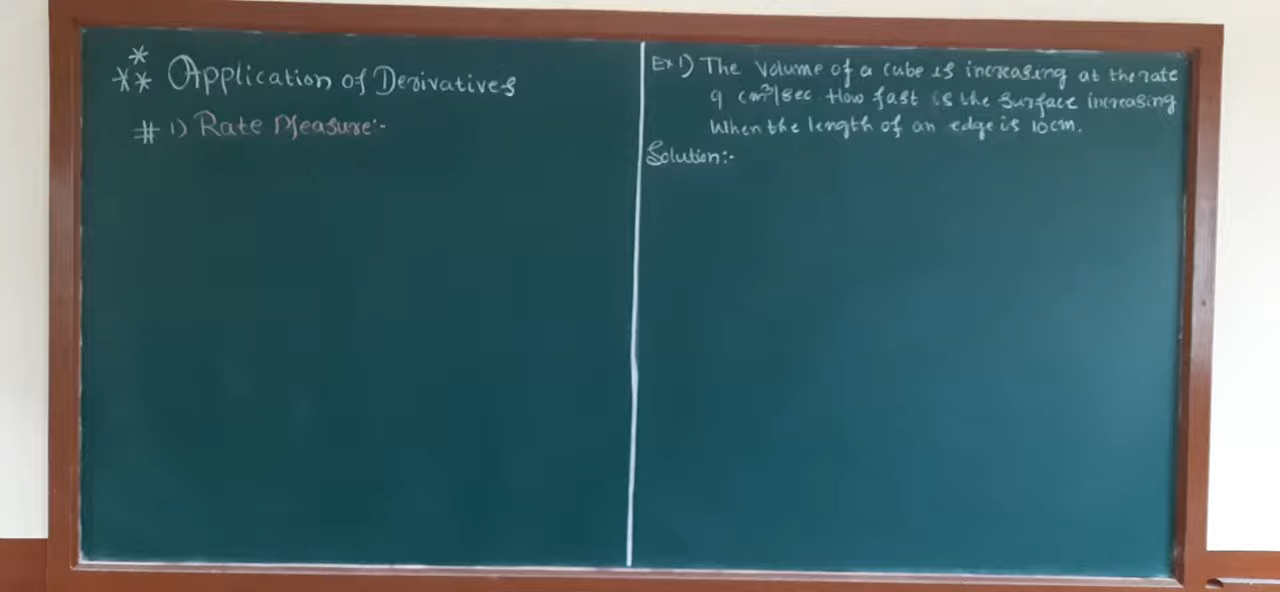 *
** Application of Derivatives
# 1) Rate Measure:-
Ex 1) The Volume of a cube is increasing at the rate
9 cm³/sec. How fast is the surface increasing
When the length of an edge is 10cm.
Solution:-